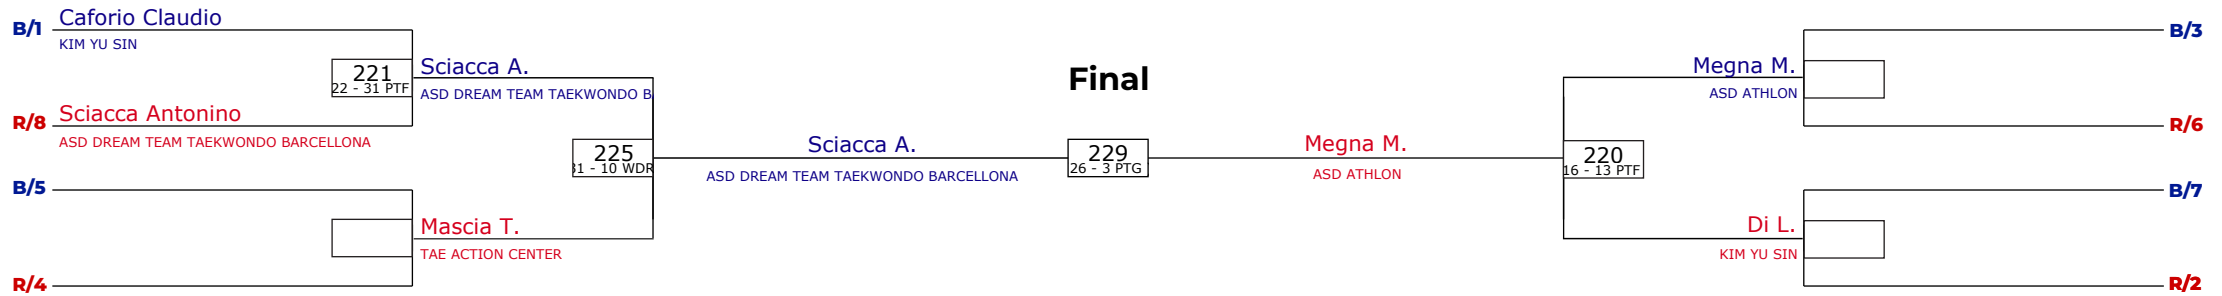 B/1
Caforio Claudio
KIM YU SIN
221
22 - 31 PTF
Sciacca A.
ASD DREAM TEAM TAEKWONDO B
R/8
Sciacca Antonino
ASD DREAM TEAM TAEKWONDO BARCELLONA
225
31 - 10 WDR
B/5
Mascia T.
TAE ACTION CENTER
R/4
Final
Sciacca A.
ASD DREAM TEAM TAEKWONDO BARCELLONA
229
26 - 3 PTG
Megna M.
ASD ATHLON
B/3
Megna M.
ASD ATHLON
R/6
220
16 - 13 PTF
B/7
Di L.
KIM YU SIN
R/2